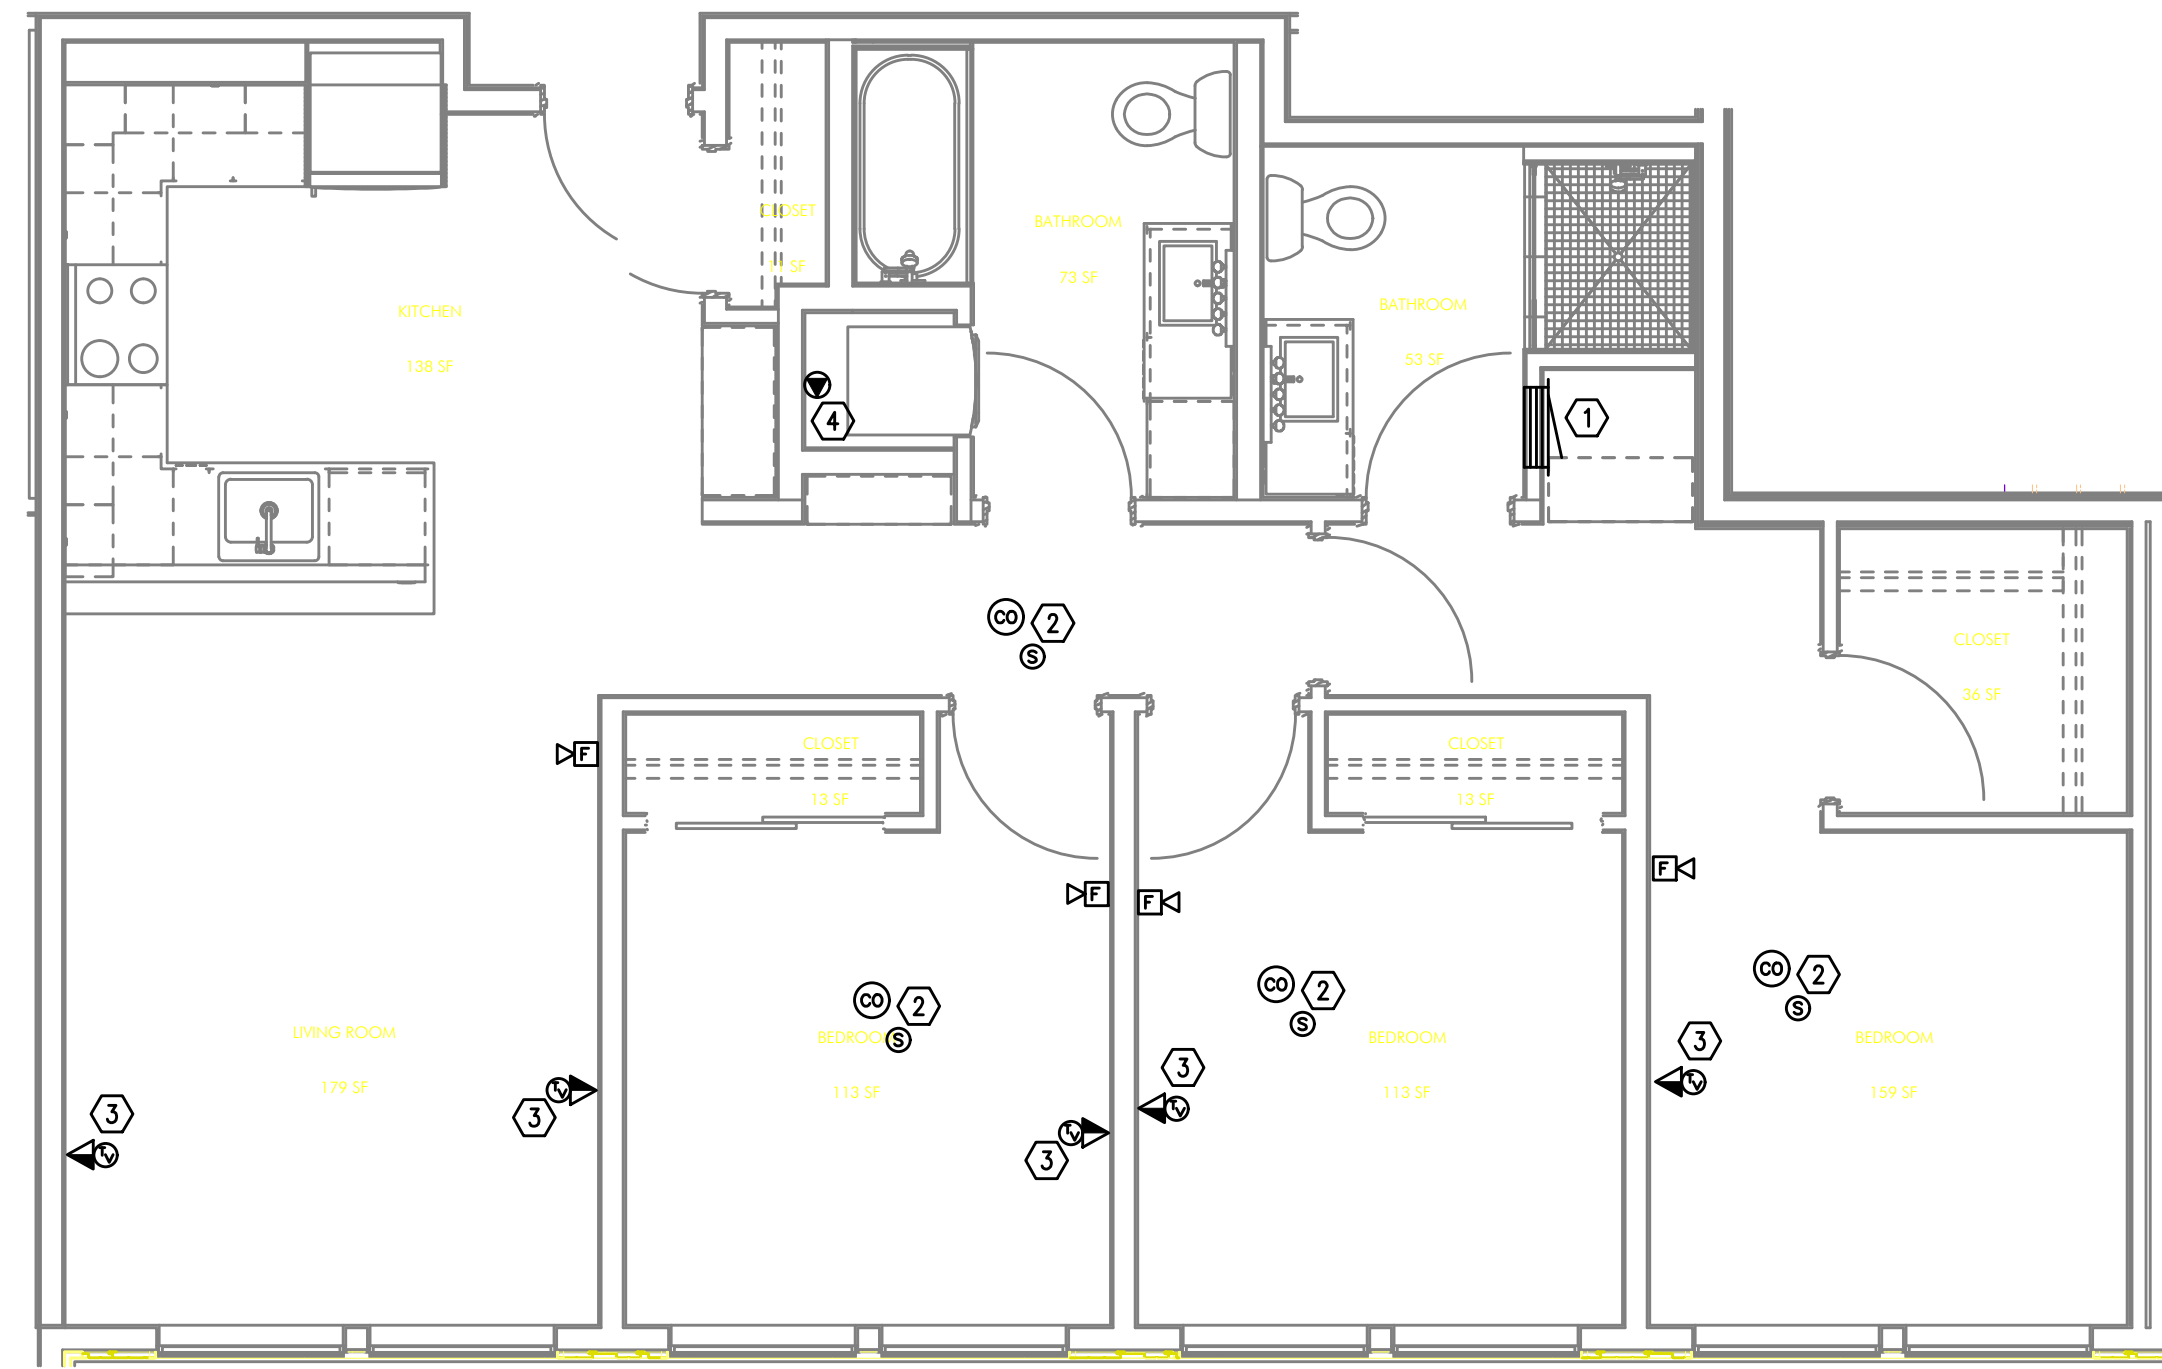 CLOSET
11 SF
BATHROOM
73 SF
BATHROOM
53 SF
KITCHEN
138 SF
4
1
CO
2
S
CLOSET
36 SF
F
CLOSET
13 SF
CLOSET
13 SF
F
F
F
CO
2
S
CO
2
S
CO
2
S
LIVING ROOM
179 SF
BEDROOM
113 SF
BEDROOM
113 SF
BEDROOM
159 SF
3
TV
3
TV
3
TV
3
TV
3
TV